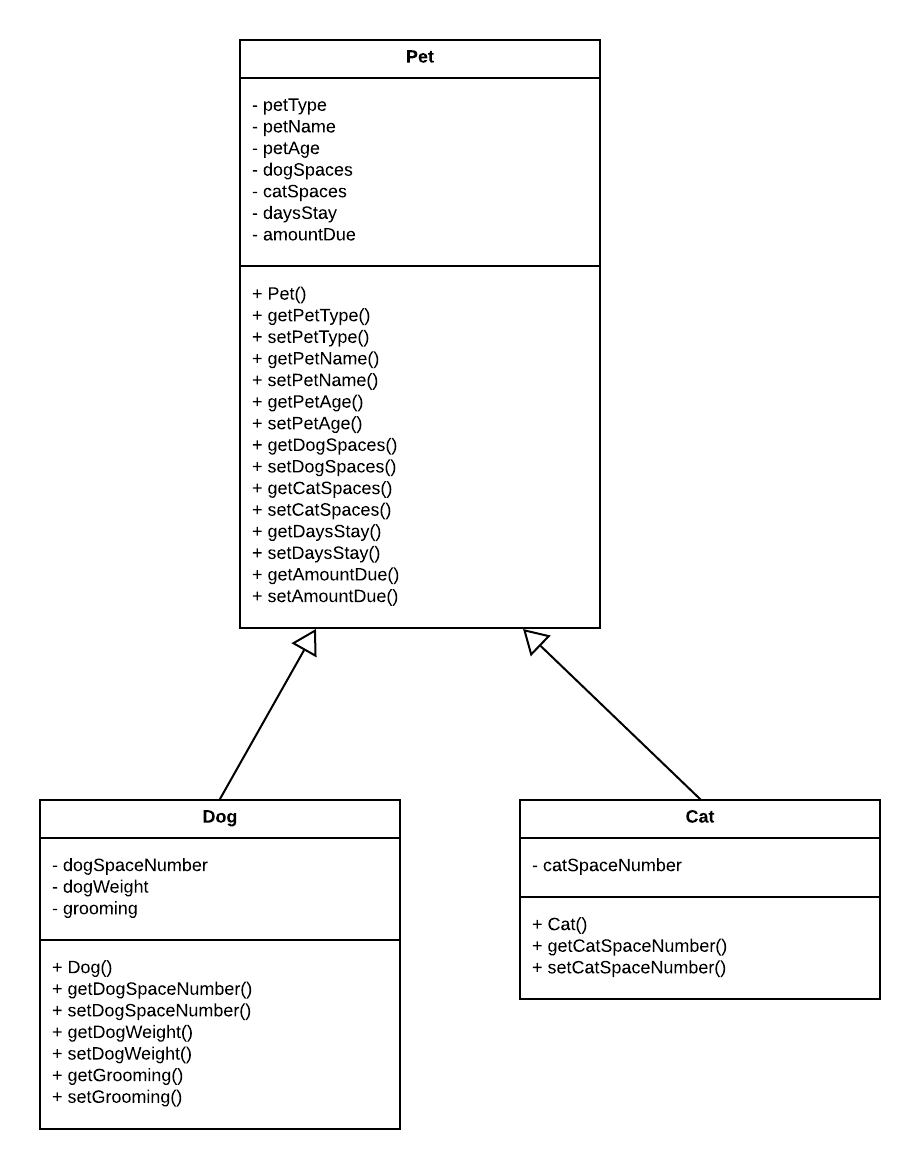 Pet
- petType
- petName
- petAge
- dogSpaces
- catSpaces
- daysStay
- amountDue
+ Pet()
+ getPetType()
+ setPetType()
+ getPetName()
+ setPetName()
+ getPetAge()
+ setPetAge()
+ getDogSpaces()
+ setDogSpaces()
+ getCatSpaces()
+ setCatSpaces()
+ getDaysStay()
+ setDaysStay()
+ getAmountDue()
+ setAmountDue()
Dog
- dogSpaceNumber
- dogWeight
- grooming
+ Dog()
+ getDogSpaceNumber()
+ setDogSpaceNumber()
+ getDogWeight()
+ setDogWeight()
+ getGrooming()
+ setGrooming()
Cat
- catSpaceNumber
+ Cat()
+ getCatSpaceNumber()
+ setCatSpaceNumber()